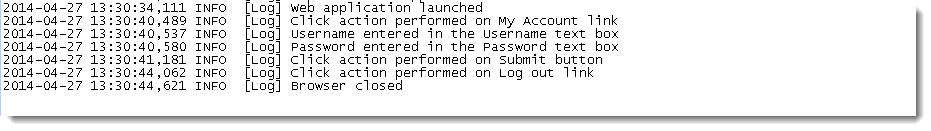 2014-04-27 13:30:34,111 INFO  [Log] Web application launched
2014-04-27 13:30:40,489 INFO  [Log] Click action performed on My Account link
2014-04-27 13:30:40,537 INFO  [Log] Username entered in the Username text box
2014-04-27 13:30:40,580 INFO  [Log] Password entered in the Password text box
2014-04-27 13:30:41,181 INFO  [Log] Click action performed on Submit button
2014-04-27 13:30:44,062 INFO  [Log] Click action performed on Log out link
2014-04-27 13:30:44,621 INFO  [Log] Browser closed